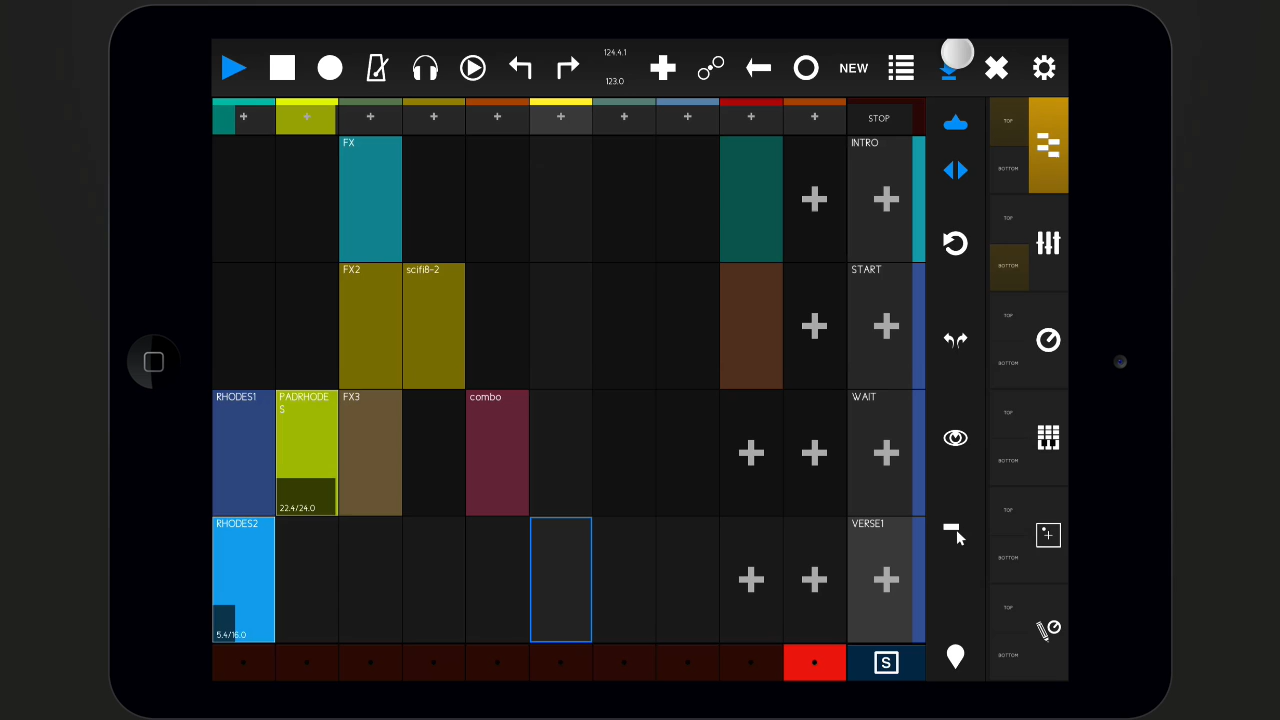 124.4.1
123.0
NEW
STOP
TOP
BOTTOM
FX
INTRO
TOP
BOTTOM
FX2
scifi8-2
START
TOP
BOTTOM
RHODES1
PADRHODE
S
FX3
combo
WAIT
TOP
BOTTOM
22.4/24.0
RHODES2
VERSE1
TOP
BOTTOM
5.4/16.0
TOP
BOTTOM
S